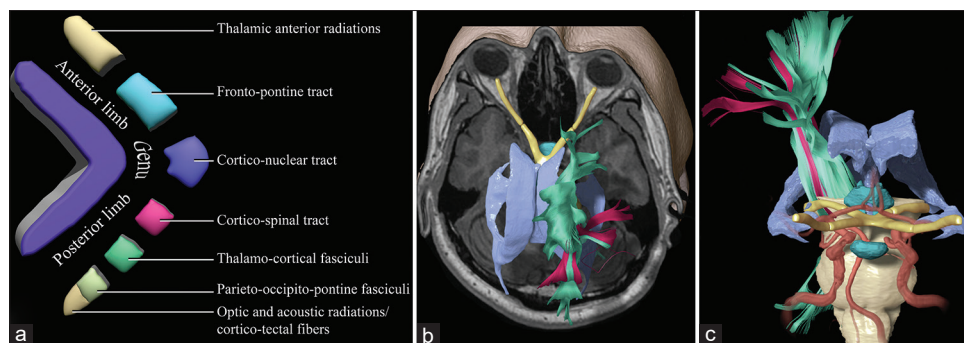 Thalamic anterior radiations
Anterior limb
Fronto-pontine tract
Genu
Cortico-nuclear tract
Posterior limb
Cortico-spinal tract
Thalamo-cortical fasciculi
Parieto-occipito-pontine fasciculi
Optic and acoustic radiations/
cortico-tectal fibers
a
b
c